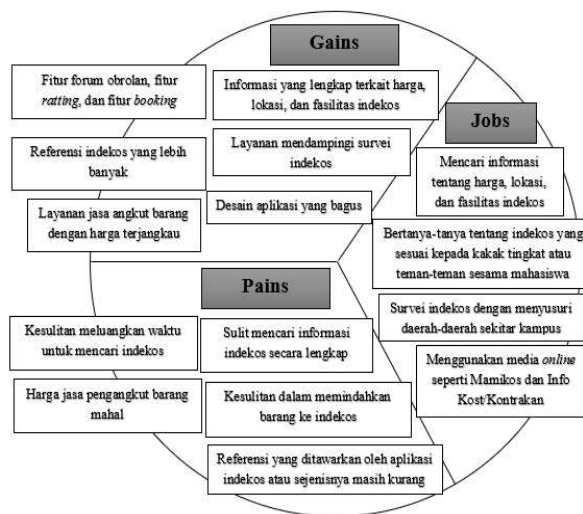 Gains
Fitur forum obrolan, fitur
ratting, dan fitur booking
Informasi yang lengkap terkait harga,
lokasi, dan fasilitas indekos
Referensi indekos yang lebih
banyak
Layanan mendampingi survei
indekos
Layanan jasa angkut barang
dengan harga terjangkau
Desain aplikasi yang bagus
Jobs
Mencari informasi
tentang harga, lokasi,
dan fasilitas indekos
Bertanya-tanya tentang indekos yang
sesuai kepada kakak tingkat atau
teman-teman sesama mahasiswa
Survei indekos dengan menyusuri
daerah-daerah sekitar kampus
Menggunakan media online
seperti Mamikos dan Info
Kost/Kontrakan
Pains
Kesulitan meluangkan waktu
untuk mencari indekos
Sulit mencari informasi
indekos secara lengkap
Harga jasa pengangkut barang
mahal
Kesulitan dalam memindahkan
barang ke indekos
Referensi yang ditawarkan oleh aplikasi
indekos atau sejenisnya masih kurang